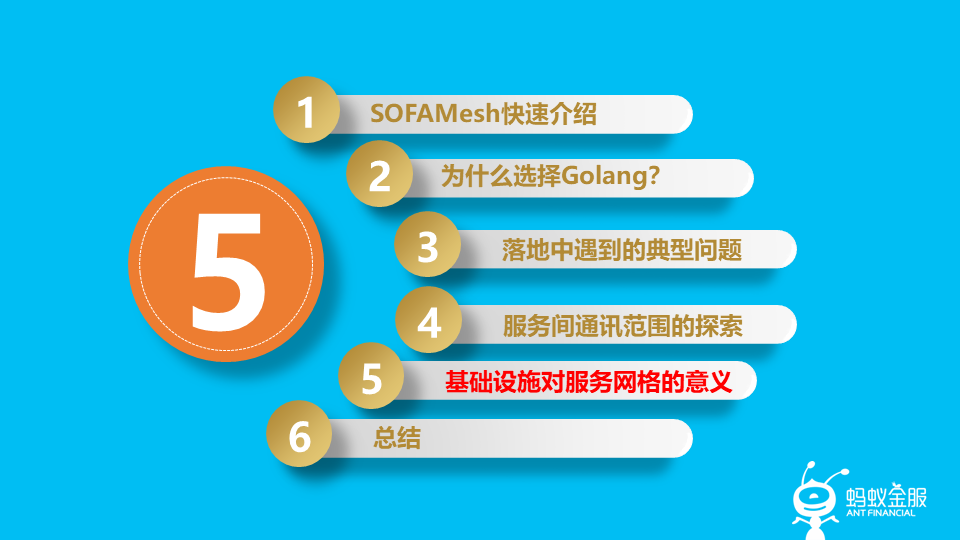 5
1 SOFAMesh快速介绍
2 为什么选择Golang？
3 落地中遇到的典型问题
4 服务间通讯范围的探索
5 基础设施对服务网格的意义
6 总结
蚂蚁金服
ANT FINANCIAL